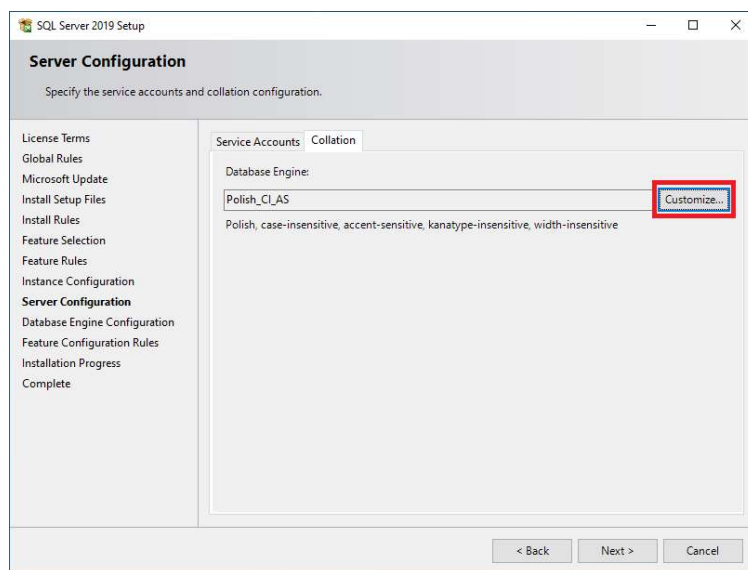 SQL Server 2019 Setup
Server Configuration
Specify the service accounts and collation configuration.
License Terms
Global Rules
Microsoft Update
Install Setup Files
Install Rules
Feature Selection
Feature Rules
Instance Configuration
Server Configuration
Database Engine Configuration
Feature Configuration Rules
Installation Progress
Complete
Service Accounts Collation
Database Engine:
Polish_CI_AS Customize...
Polish, case-insensitive, accent-sensitive, kanatype-insensitive, width-insensitive
< Back Next > Cancel